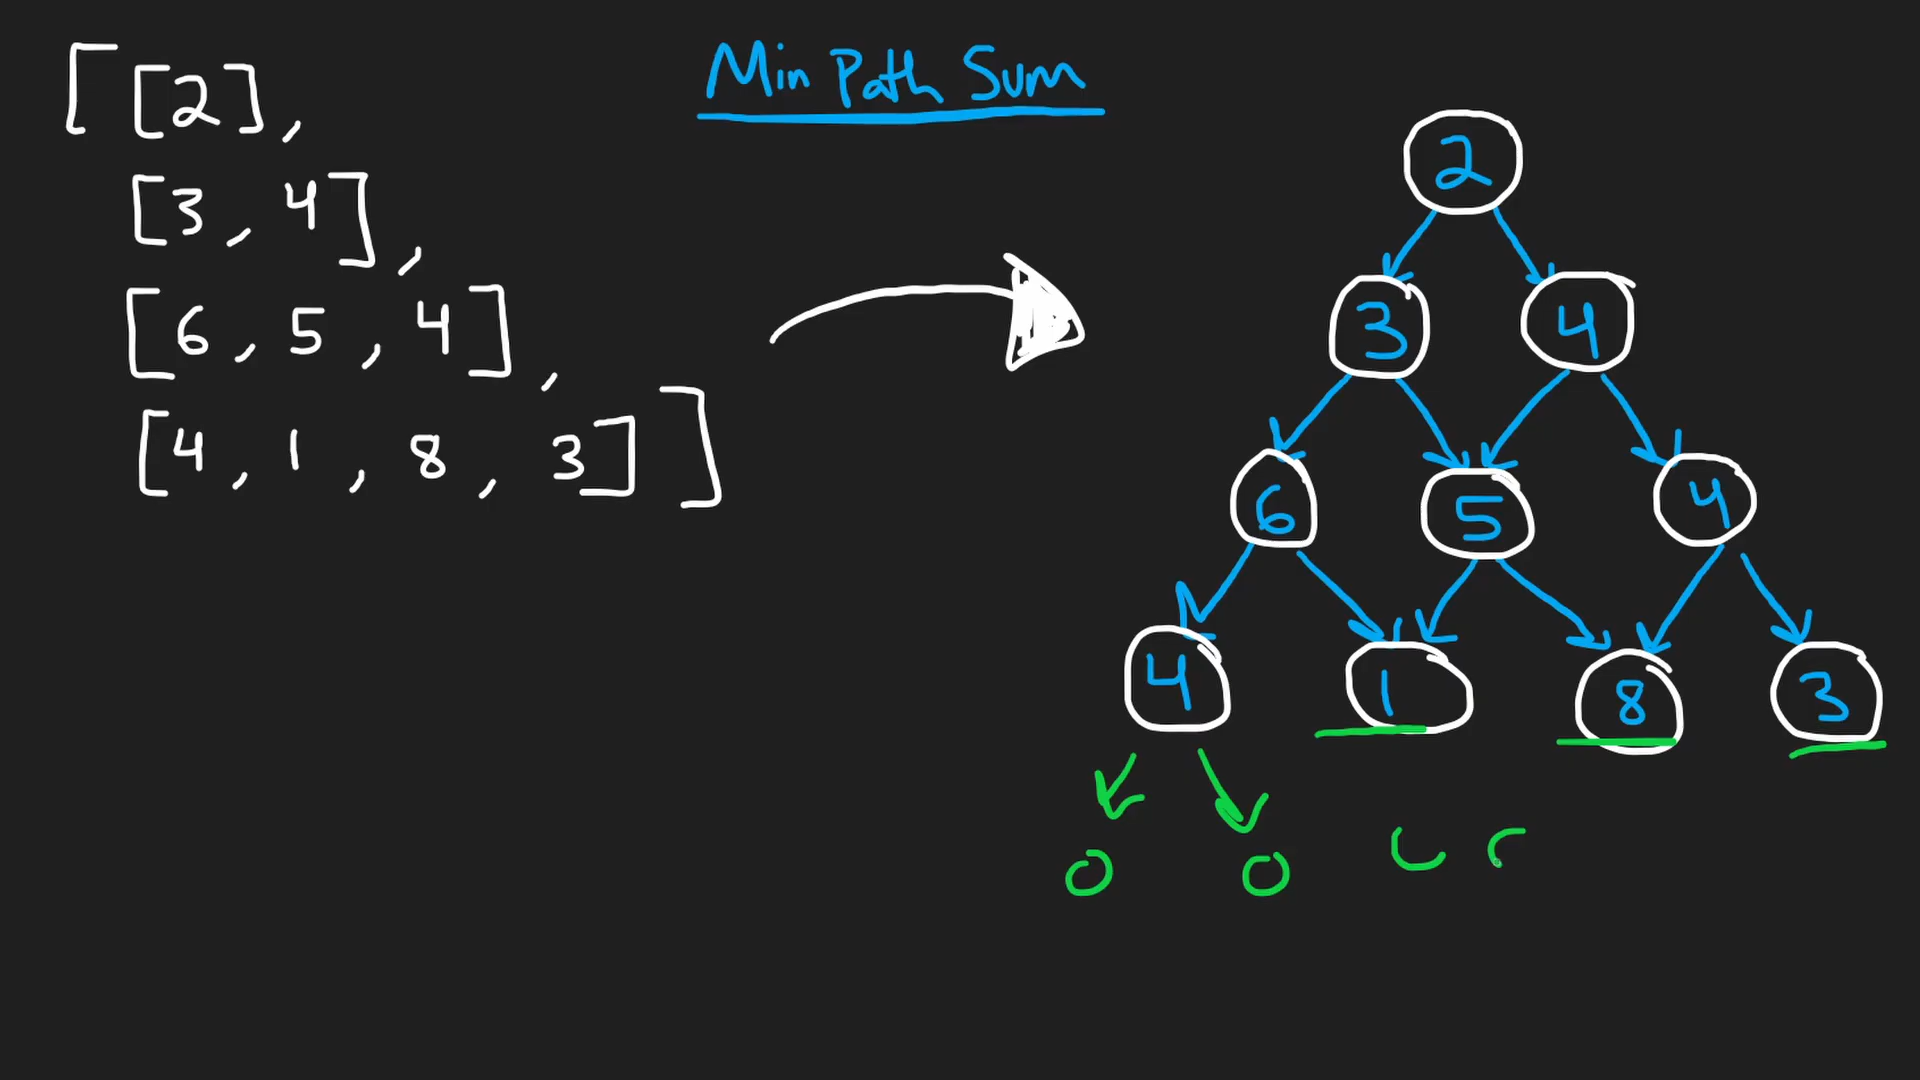 Min Path Sum
[[2],
[3, 4],
[6, 5, 4],
[4, 1, 8, 3]]
2
3 4
6 5 4
4 1 8 3
0 0